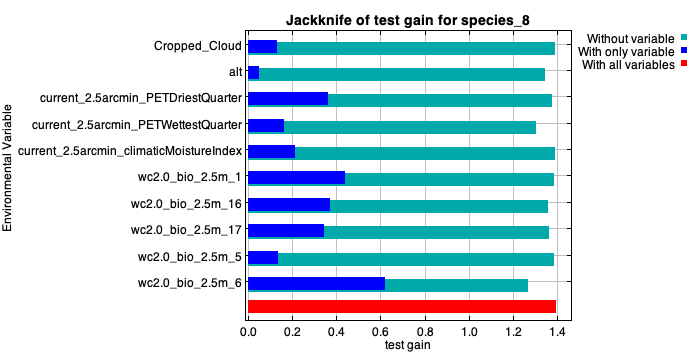 Jackknife of test gain for species_8
Without variable
With only variable
With all variables
Environmental Variable
Cropped_Cloud
alt
current_2.5arcmin_PETDriestQuarter
current_2.5arcmin_PETWettestQuarter
current_2.5arcmin_climaticMoistureIndex
wc2.0_bio_2.5m_1
wc2.0_bio_2.5m_16
wc2.0_bio_2.5m_17
wc2.0_bio_2.5m_5
wc2.0_bio_2.5m_6
0.0 0.2 0.4 0.6 0.8 1.0 1.2 1.4
test gain